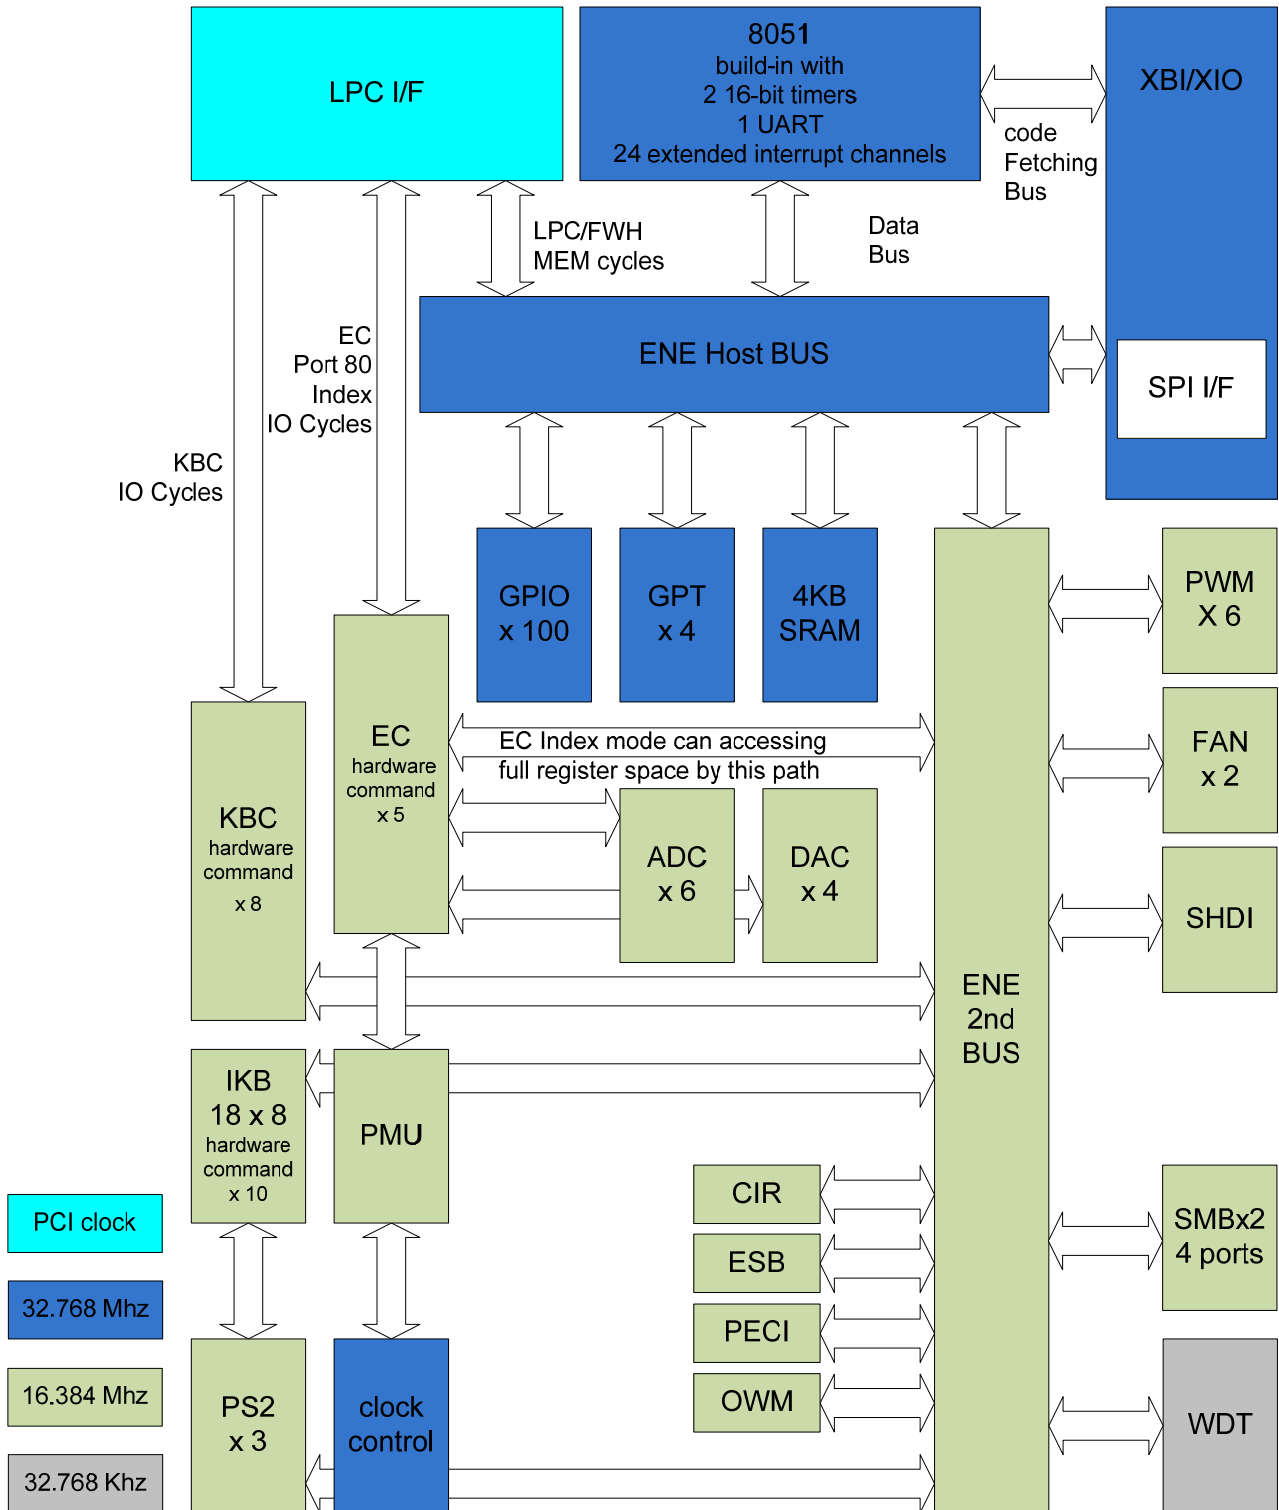 LPC I/F
8051
build-in with
2 16-bit timers
1 UART
24 extended interrupt channels
XBI/XIO
code
Fetching
Bus
LPC/FWH
MEM cycles
Data
Bus
EC
Port 80
Index
IO Cycles
ENE Host BUS
SPI I/F
KBC
IO Cycles
GPIO
x 100
GPT
x 4
4KB
SRAM
PWM
X 6
EC
hardware
command
x 5
EC Index mode can accessing
full register space by this path
FAN
x 2
KBC
hardware
command
x 8
ADC
x 6
DAC
x 4
SHDI
ENE
2nd
BUS
IKB
18 x 8
hardware
command
x 10
PMU
CIR
ESB
PECI
OWM
SMBx2
4 ports
PCI clock
32.768 Mhz
16.384 Mhz
32.768 Khz
PS2
x 3
clock
control
WDT